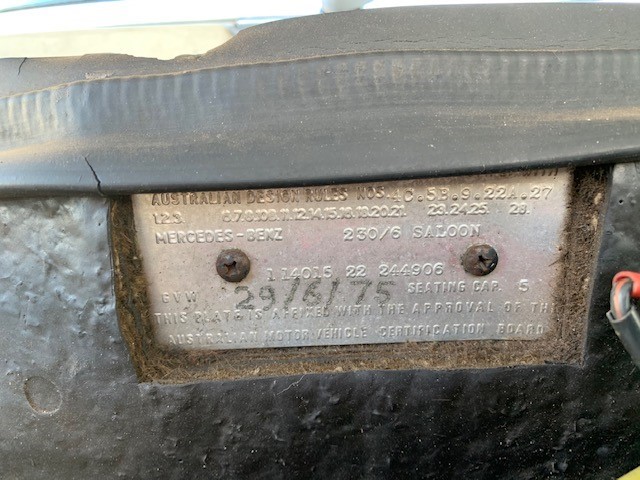 AUSTRALIAN DESIGN RULES NOS. 1C. 5B. 9. 22A. 27
1.2.3. 6.7.8.10B.11.12.14.15.16.18.20.21. 23.24.25. 28.
MERCEDES-BENZ 230/6 SALOON
114015 22 244906
G V W 29/6/75 SEATING CAP. 5
THIS PLATE IS AFFIXED WITH THE APPROVAL OF THE
AUSTRALIAN MOTOR VEHICLE CERTIFICATION BOARD